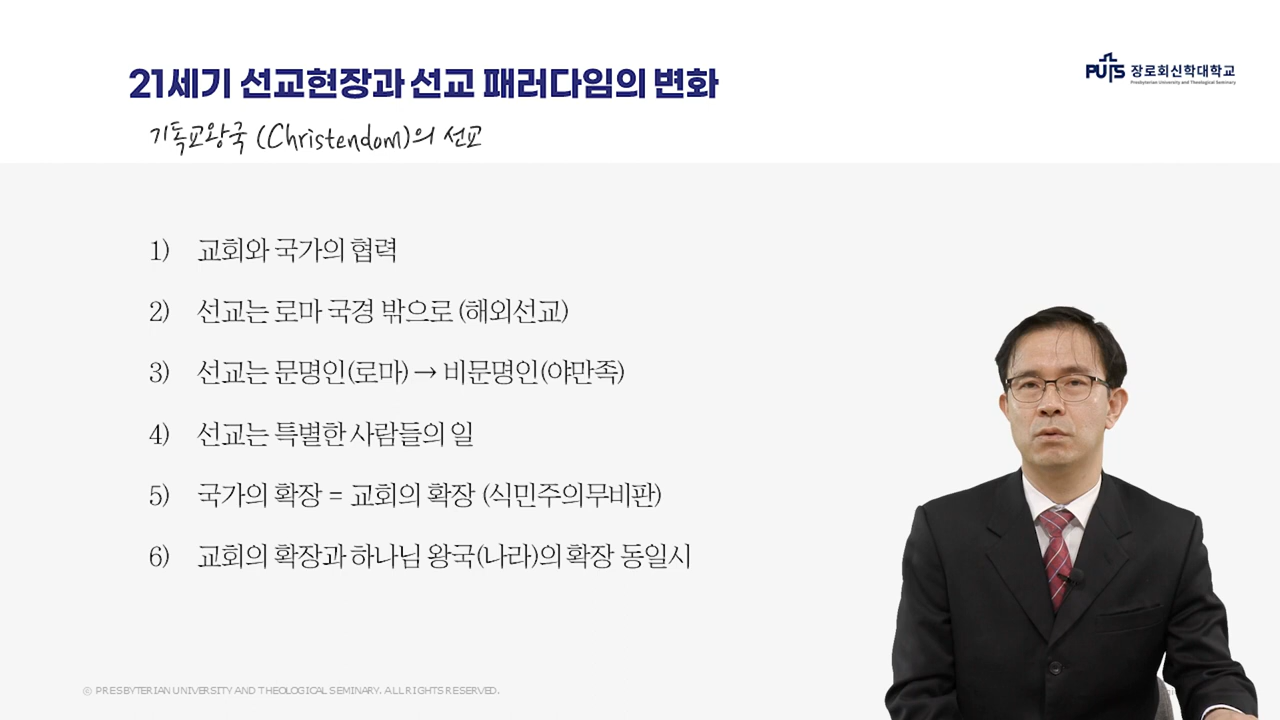 21세기 선교현장과 선교 패러다임의 변화
PUTS 장로회신학대학교
Presbyterian University and Theological Seminary
기독교왕국 (Christendom)의 선교
1) 교회와 국가의 협력
2) 선교는 로마 국경 밖으로 (해외선교)
3) 선교는 문명인(로마) → 비문명인(야만족)
4) 선교는 특별한 사람들의 일
5) 국가의 확장 = 교회의 확장 (식민주의무비판)
6) 교회의 확장과 하나님 왕국(나라)의 확장 동일시
© PRESBYTERIAN UNIVERSITY AND THEOLOGICAL SEMINARY. ALL RIGHTS RESERVED.